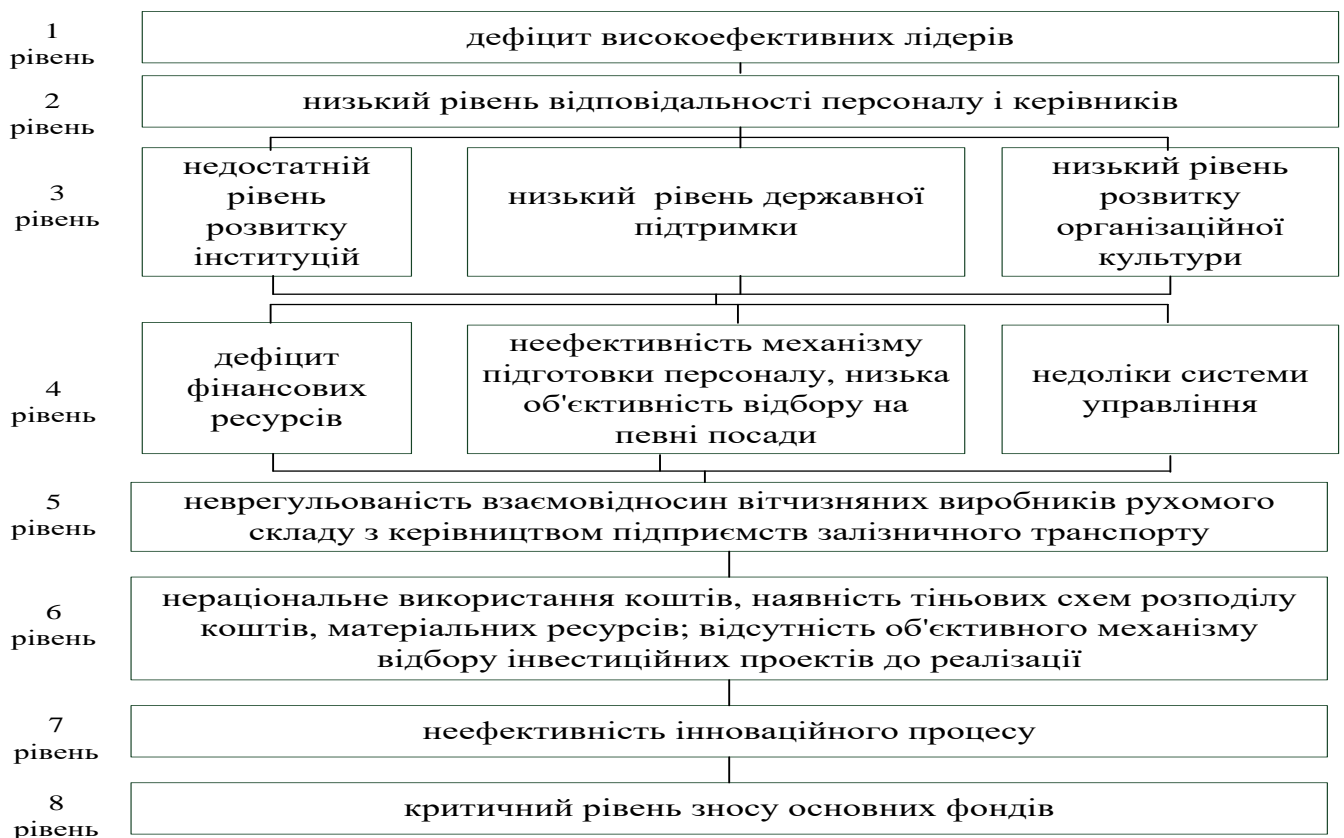 1
рівень
дефіцит високоефективних лідерів
2
рівень
низький рівень відповідальності персоналу і керівників
3
рівень
недостатній
рівень
розвитку
інституцій
низький рівень державної
підтримки
низький рівень
розвитку
організаційної
культури
4
рівень
дефіцит
фінансових
ресурсів
неефективність механізму
підготовки персоналу, низька
об'єктивність відбору на
певні посади
недоліки системи
управління
5
рівень
неврегульованість взаємовідносин вітчизняних виробників рухомого
складу з керівництвом підприємств залізничного транспорту
6
рівень
нераціональне використання коштів, наявність тіньових схем розподілу
коштів, матеріальних ресурсів; відсутність об'єктивного механізму
відбору інвестиційних проектів до реалізації
7
рівень
неефективність інноваційного процесу
8
рівень
критичний рівень зносу основних фондів